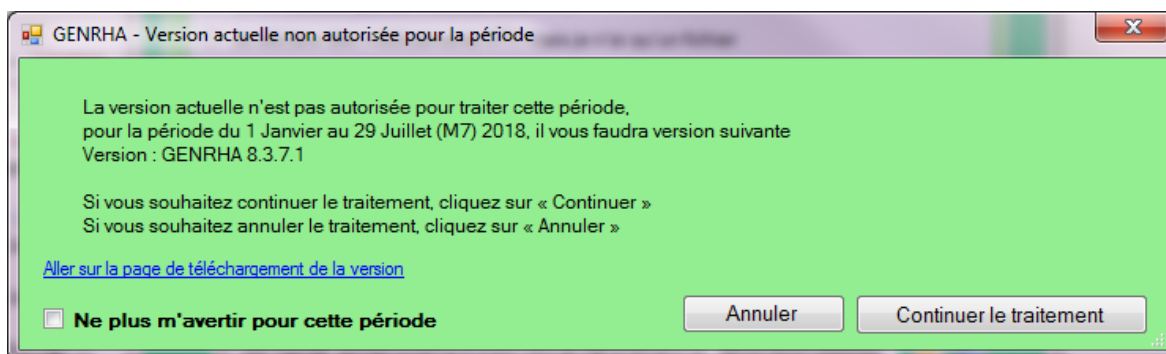 GENRHA - Version actuelle non autorisée pour la période
La version actuelle n'est pas autorisée pour traiter cette période,
pour la période du 1 Janvier au 29 Juillet (M7) 2018, il vous faudra version suivante
Version : GENRHA 8.3.7.1
Si vous souhaitez continuer le traitement, cliquez sur « Continuer »
Si vous souhaitez annuler le traitement, cliquez sur « Annuler »
Aller sur la page de téléchargement de la version
Ne plus m'avertir pour cette période
Annuler
Continuer le traitement